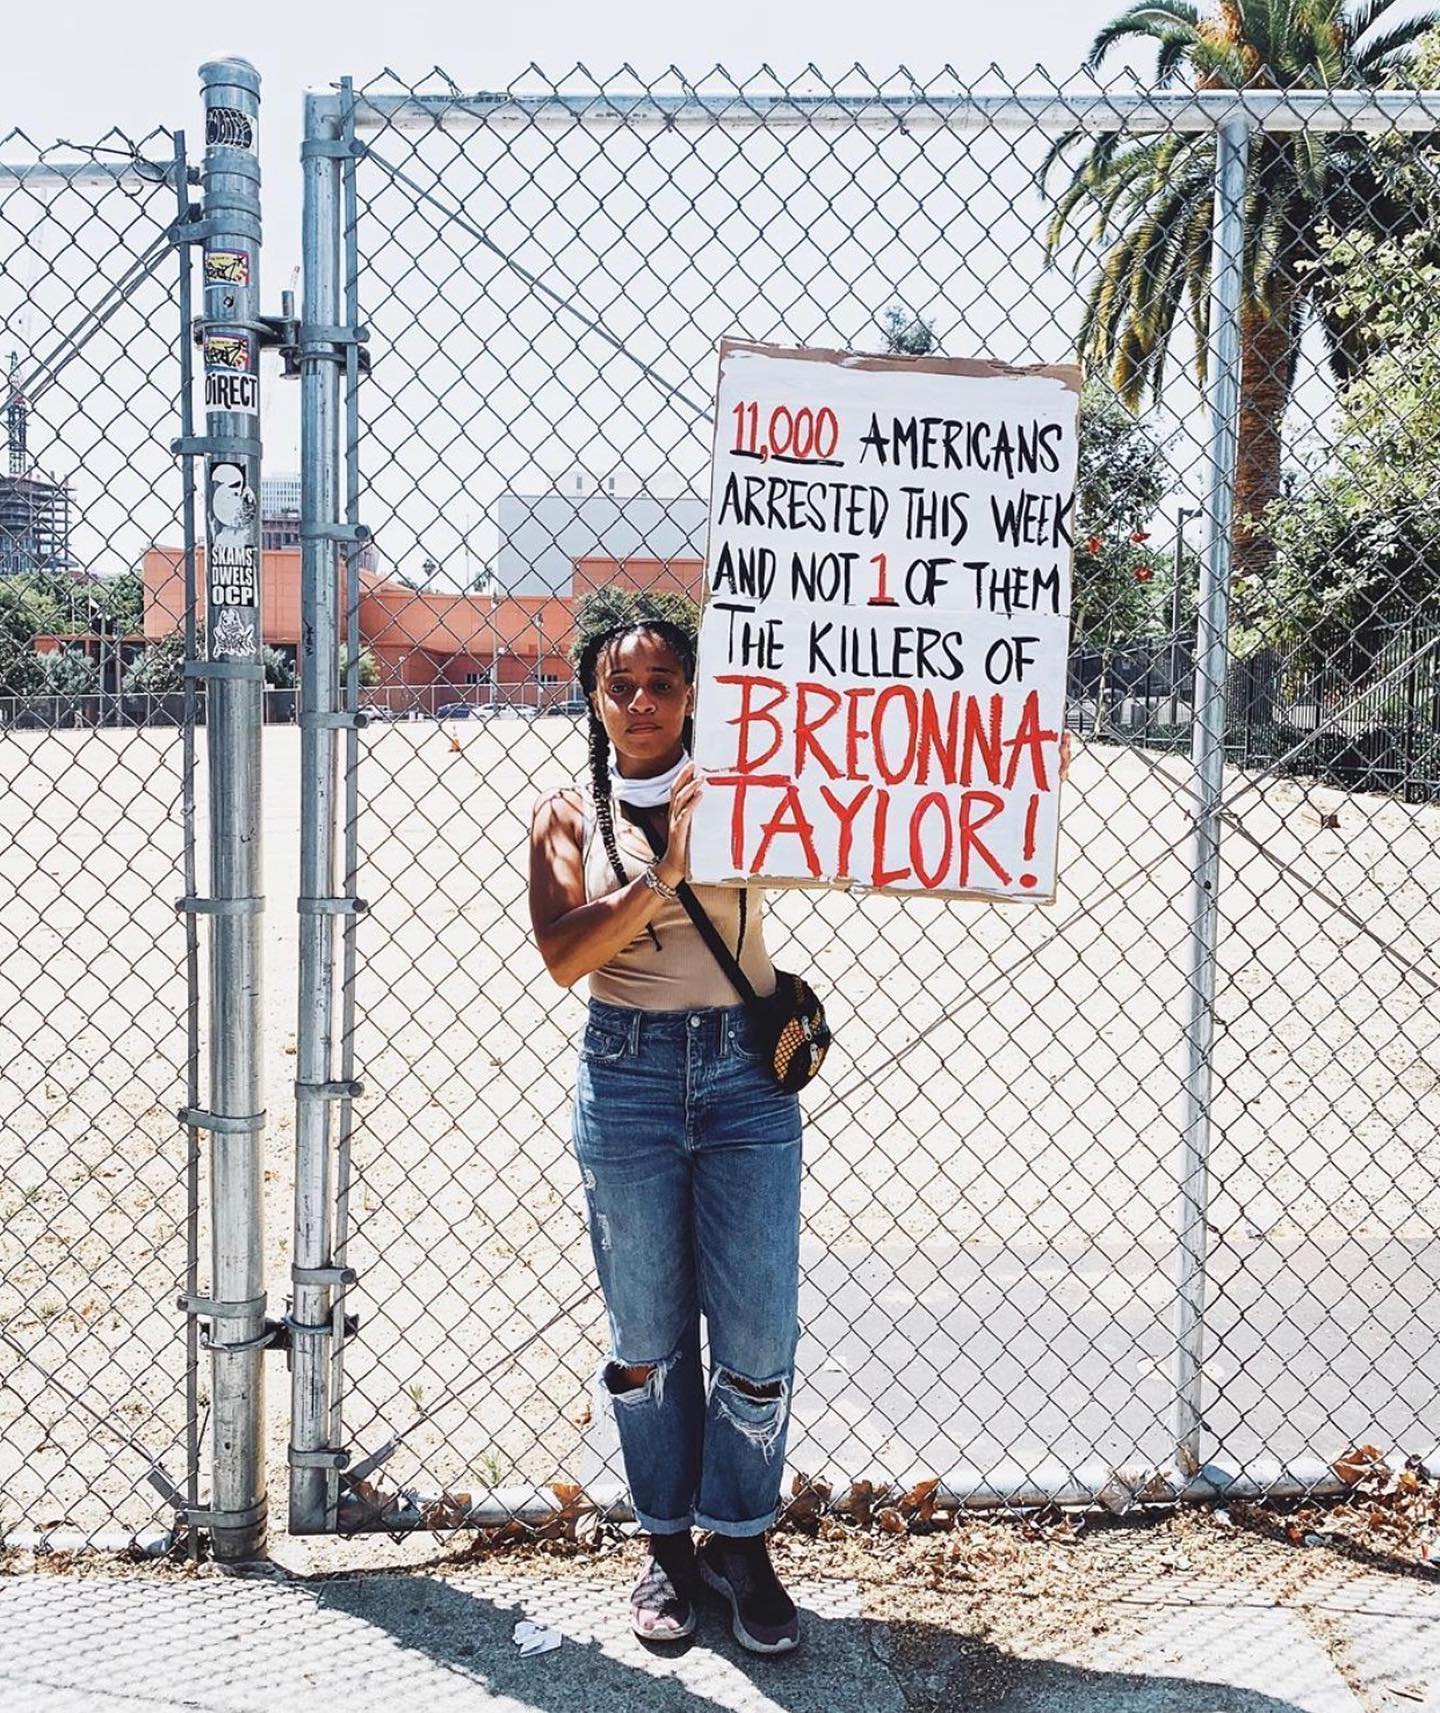 11,000 AMERICANS
ARRESTED THIS WEEK
AND NOT 1 OF THEM
THE KILLERS OF
BREONNA
TAYLOR!
DiRECT
SKAMS
DWELS
OCP